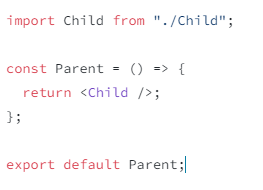 import Child from "./Child";
const Parent = () => {
  return <Child />;
};
export default Parent;